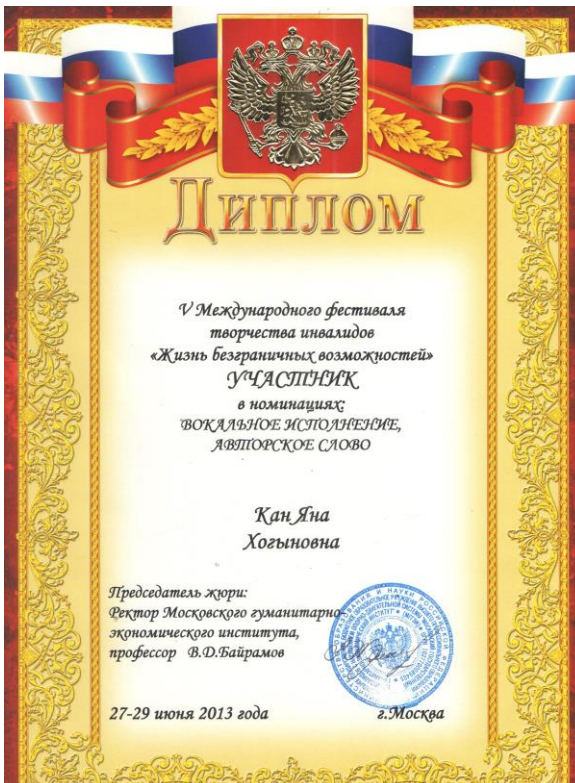 Диплом
V Международного фестиваля
творчества инвалидов
«Жизнь безграничных возможностей»
УЧАСТНИК
в номинациях:
ВОКАЛЬНОЕ ИСПОЛНЕНИЕ,
АВТОРСКОЕ СЛОВО
Кан Яна
Хогыновна
Председатель жюри:
Ректор Московского гуманитарно-
экономического института,
профессор В.Д.Байрамов
27-29 июня 2013 года г.Москва